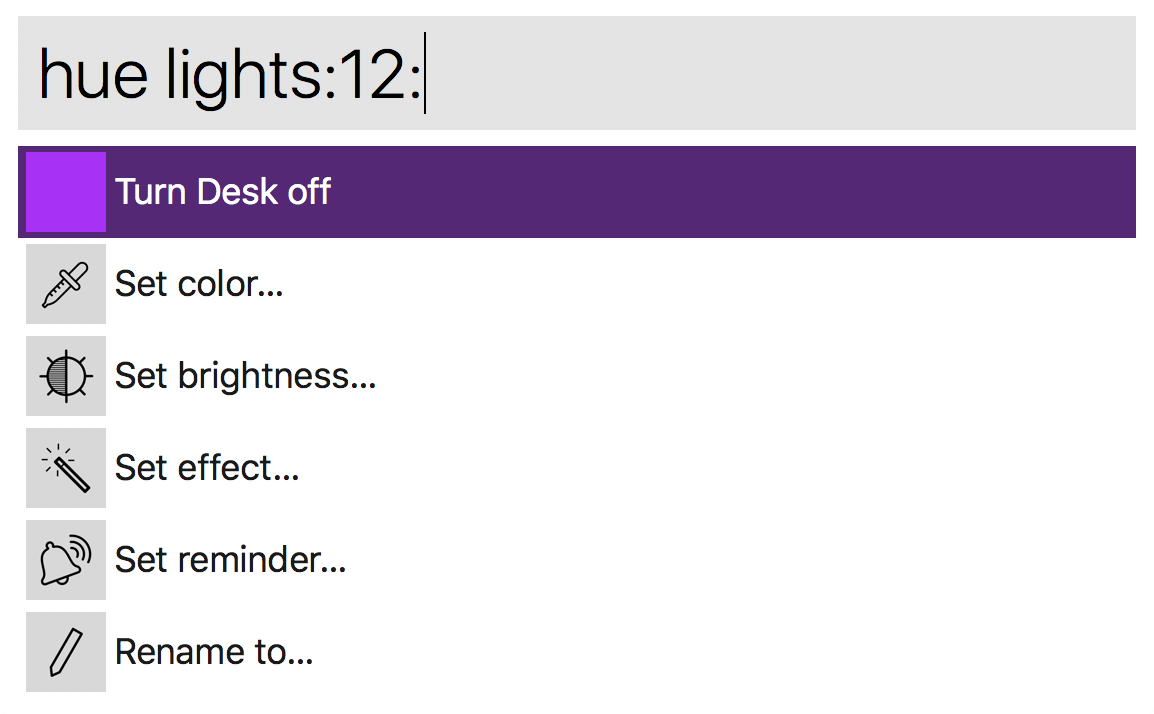 hue lights:12:
Turn Desk off
Set color...
Set brightness...
Set effect...
Set reminder...
Rename to...